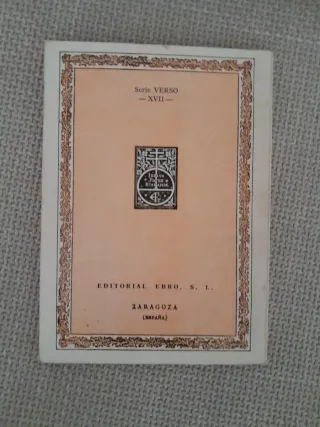 Serie VERSO
— XVII —
EDITORIAL EBRO, S. L.
ZARAGOZA
(ESPAÑA)